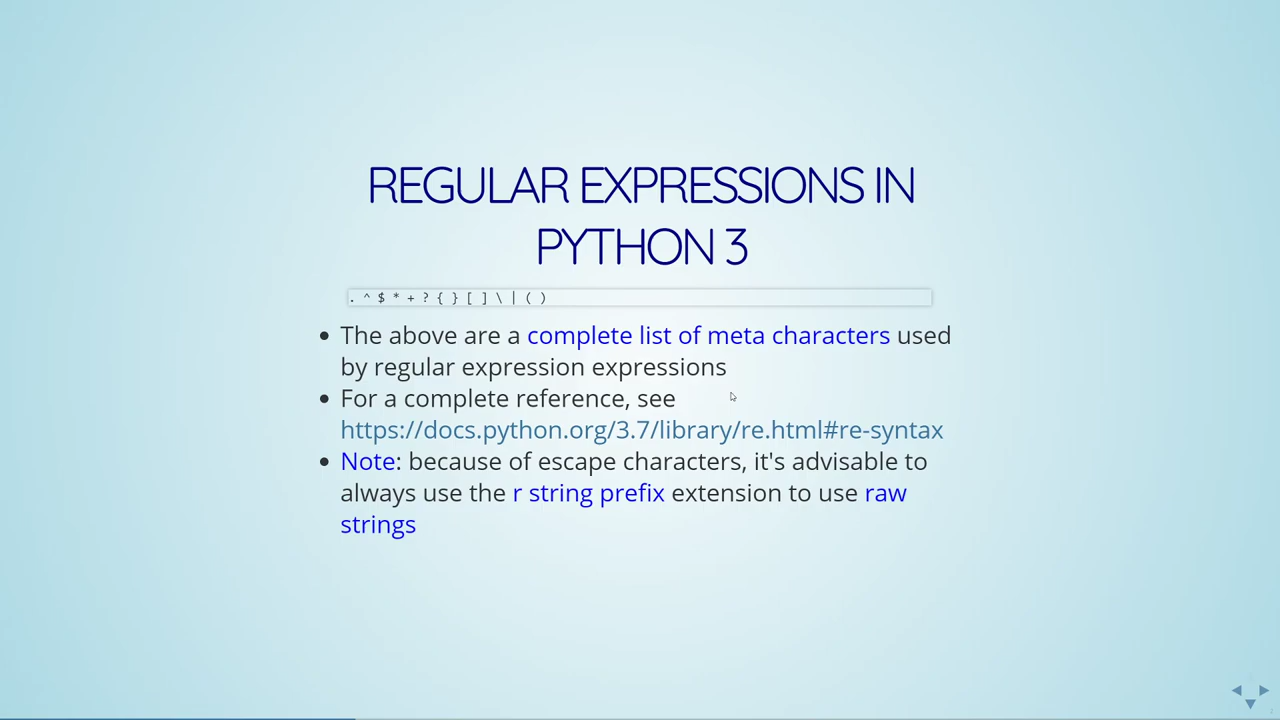 REGULAR EXPRESSIONS IN
PYTHON 3
. ^ $ * + ? { } [ ] \ | ( )
• The above are a complete list of meta characters used
by regular expression expressions
• For a complete reference, see
https://docs.python.org/3.7/library/re.html#re-syntax
• Note: because of escape characters, it's advisable to
always use the r string prefix extension to use raw
strings